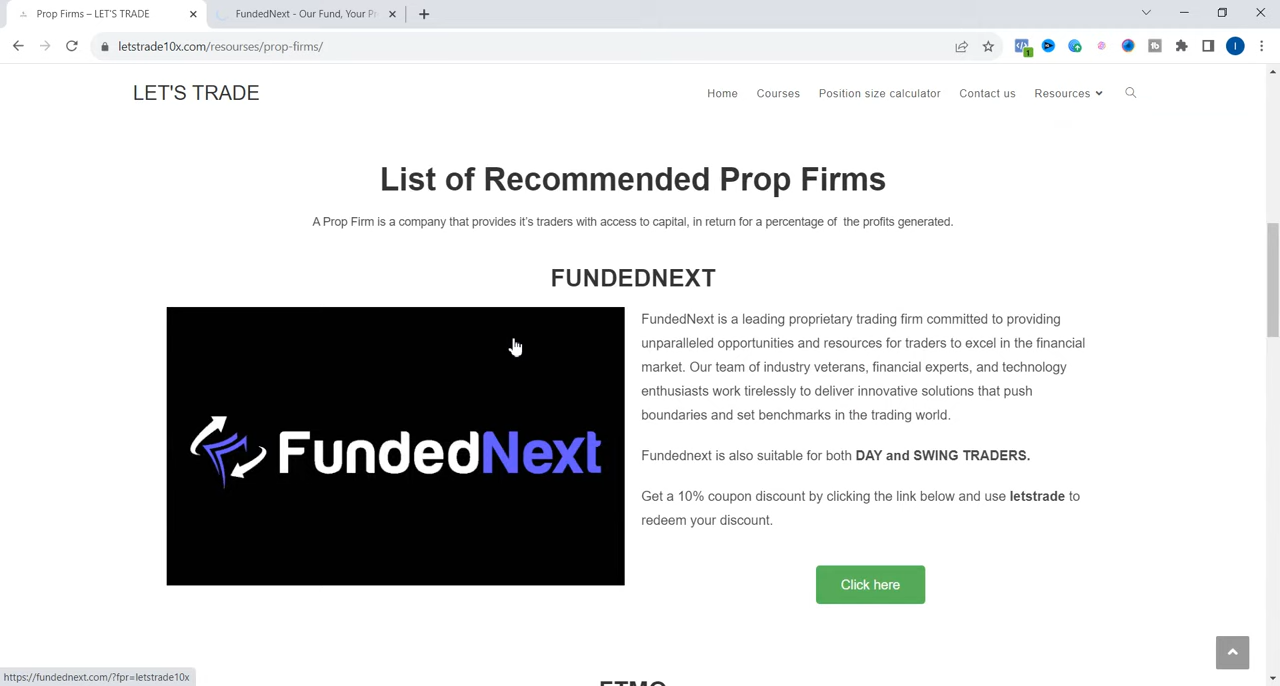 Prop Firms – LET'S TRADE
FundedNext - Our Fund, Your Pr
letstrade10x.com/resourses/prop-firms/
1
tb
I
LET'S TRADE
Home Courses Position size calculator Contact us Resources
List of Recommended Prop Firms
A Prop Firm is a company that provides it's traders with access to capital, in return for a percentage of the profits generated.
FUNDEDNEXT
FundedNext
FundedNext is a leading proprietary trading firm committed to providing
unparalleled opportunities and resources for traders to excel in the financial
market. Our team of industry veterans, financial experts, and technology
enthusiasts work tirelessly to deliver innovative solutions that push
boundaries and set benchmarks in the trading world.
Fundednext is also suitable for both DAY and SWING TRADERS.
Get a 10% coupon discount by clicking the link below and use letstrade to
redeem your discount.
Click here
https://fundednext.com/?fpr=letstrade10x